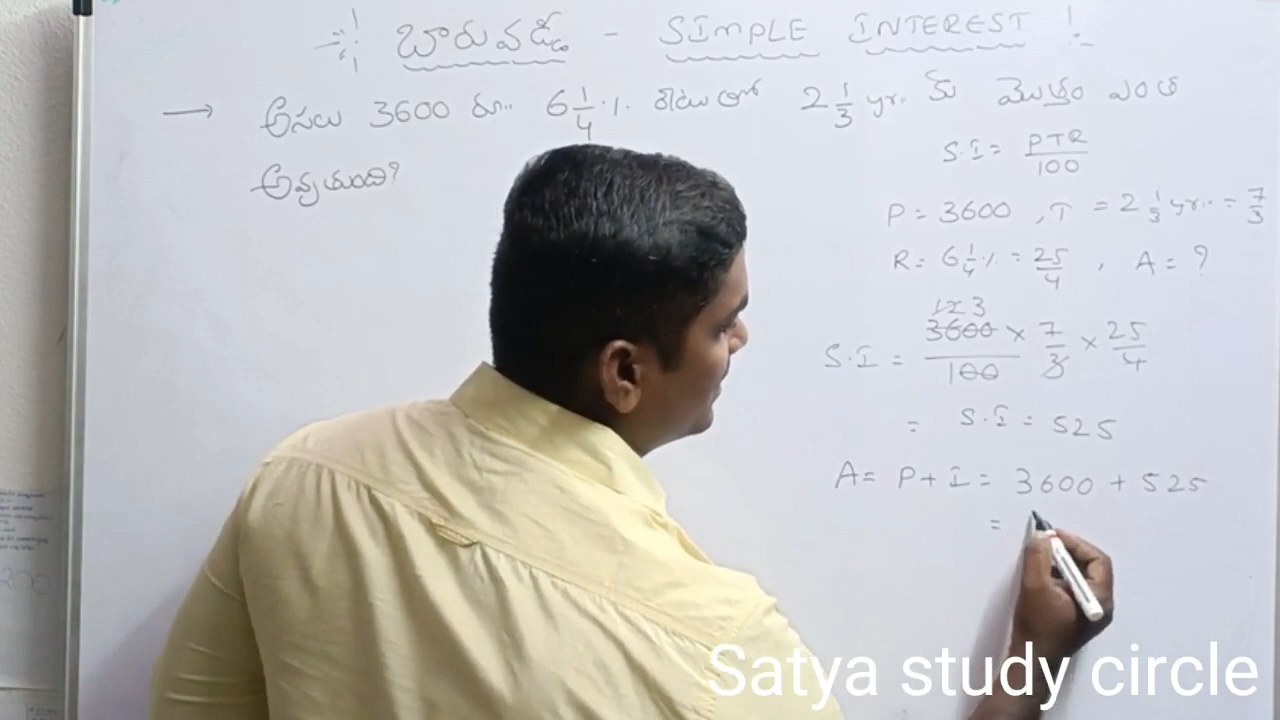 బారువడ్డీ - SIMPLE INTEREST !
→ అసలు 3600 రూ.. 6 1/4 % రేటుతో 2 1/3 yr. కు మొత్తం ఎంత
అవ్వుతుంది?
S.I = PTR/100
P = 3600 , T = 2 1/3 yr.. = 7/3
R = 6 1/4 % = 25/4 , A = ?
12 3
S.I = 3600/100 × 7/3 × 25/4
= S.I = 525
A = P + I = 3600 + 525
=
Satya study circle